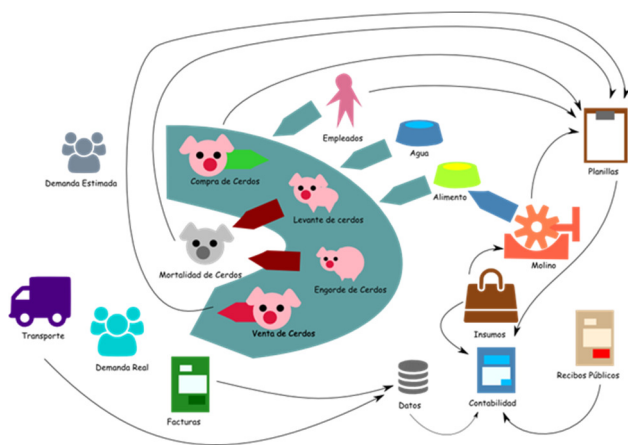 Empleados
Agua
Planillas
Demanda Estimada
Compra de Cerdos
Alimento
Levante de cerdos
Molino
Mortalidad de Cerdos
Engorde de Cerdos
Transporte
Venta de Cerdos
Insumos
Demanda Real
Recibos Públicos
Facturas
Datos
Contabilidad